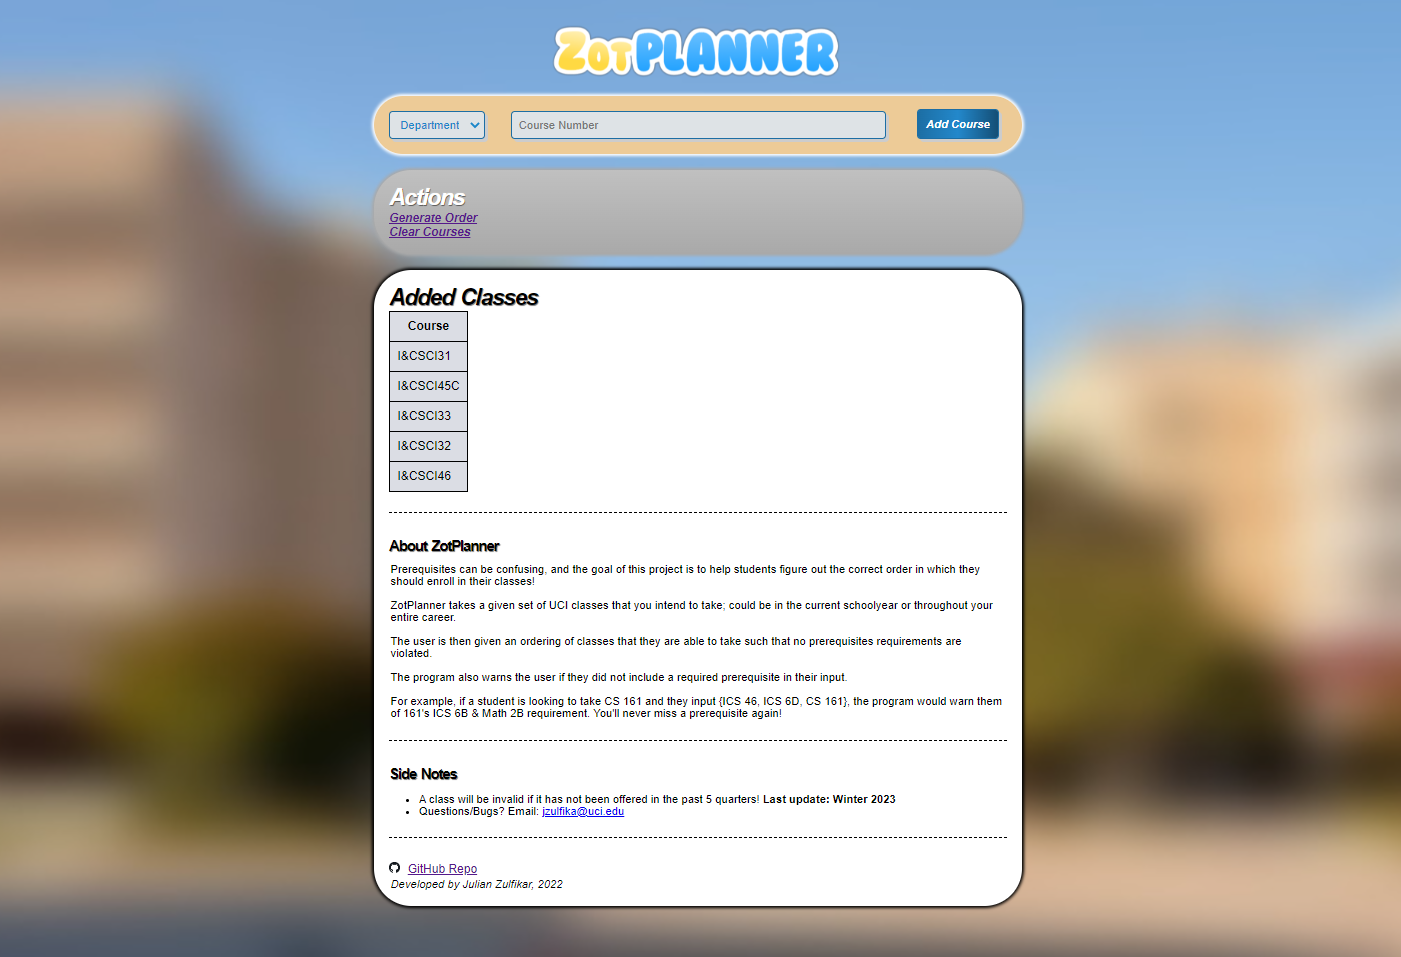 ZotPLANNER
Department
Course Number
Add Course
Actions
Generate Order
Clear Courses
Added Classes
Course
I&CSCI31
I&CSCI45C
I&CSCI33
I&CSCI32
I&CSCI46
About ZotPlanner
Prerequisites can be confusing, and the goal of this project is to help students figure out the correct order in which they
should enroll in their classes!
ZotPlanner takes a given set of UCI classes that you intend to take; could be in the current schoolyear or throughout your
entire career.
The user is then given an ordering of classes that they are able to take such that no prerequisites requirements are
violated.
The program also warns the user if they did not include a required prerequisite in their input.
For example, if a student is looking to take CS 161 and they input {ICS 46, ICS 6D, CS 161}, the program would warn them
of 161's ICS 6B & Math 2B requirement. You'll never miss a prerequisite again!
Side Notes
• A class will be invalid if it has not been offered in the past 5 quarters! Last update: Winter 2023
• Questions/Bugs? Email: jzulfika@uci.edu
GitHub Repo
Developed by Julian Zulfikar, 2022